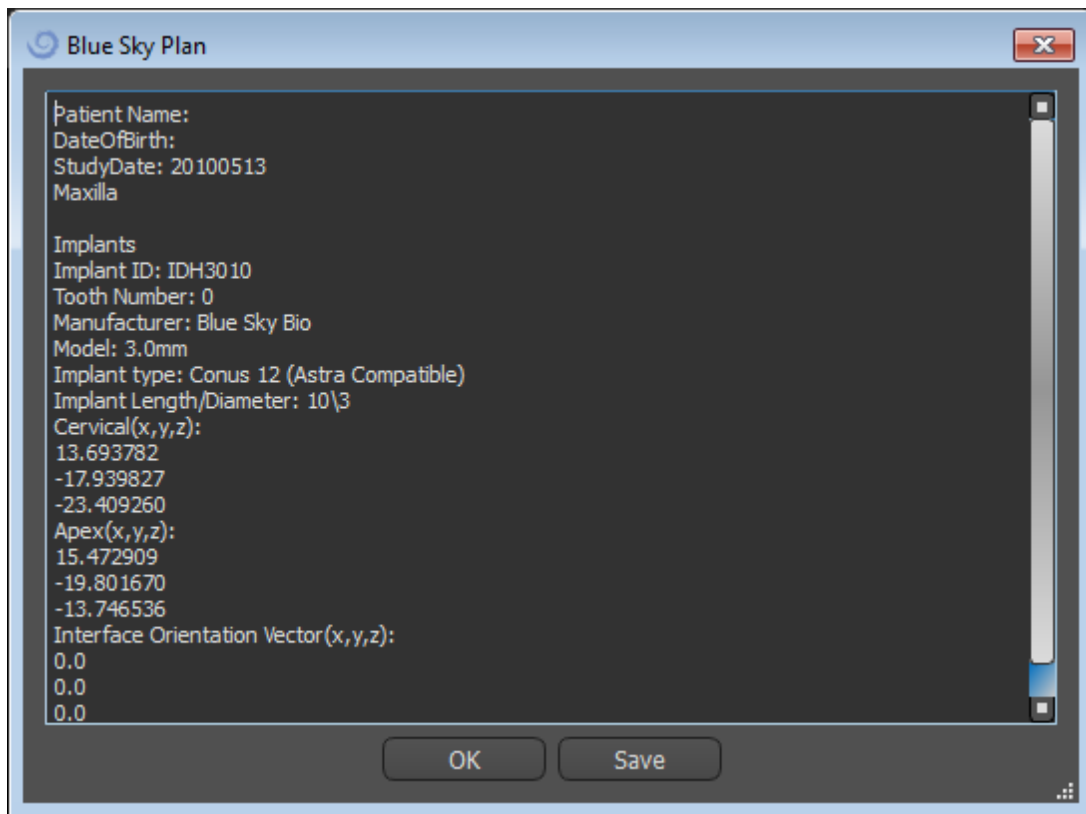 Blue Sky Plan
Patient Name:
DateOfBirth:
StudyDate: 20100513
Maxilla
Implants
Implant ID: IDH3010
Tooth Number: 0
Manufacturer: Blue Sky Bio
Model: 3.0mm
Implant type: Conus 12 (Astra Compatible)
Implant Length/Diameter: 10\3
Cervical(x,y,z):
13.693782
-17.939827
-23.409260
Apex(x,y,z):
15.472909
-19.801670
-13.746536
Interface Orientation Vector(x,y,z):
0.0
0.0
0.0
OK Save